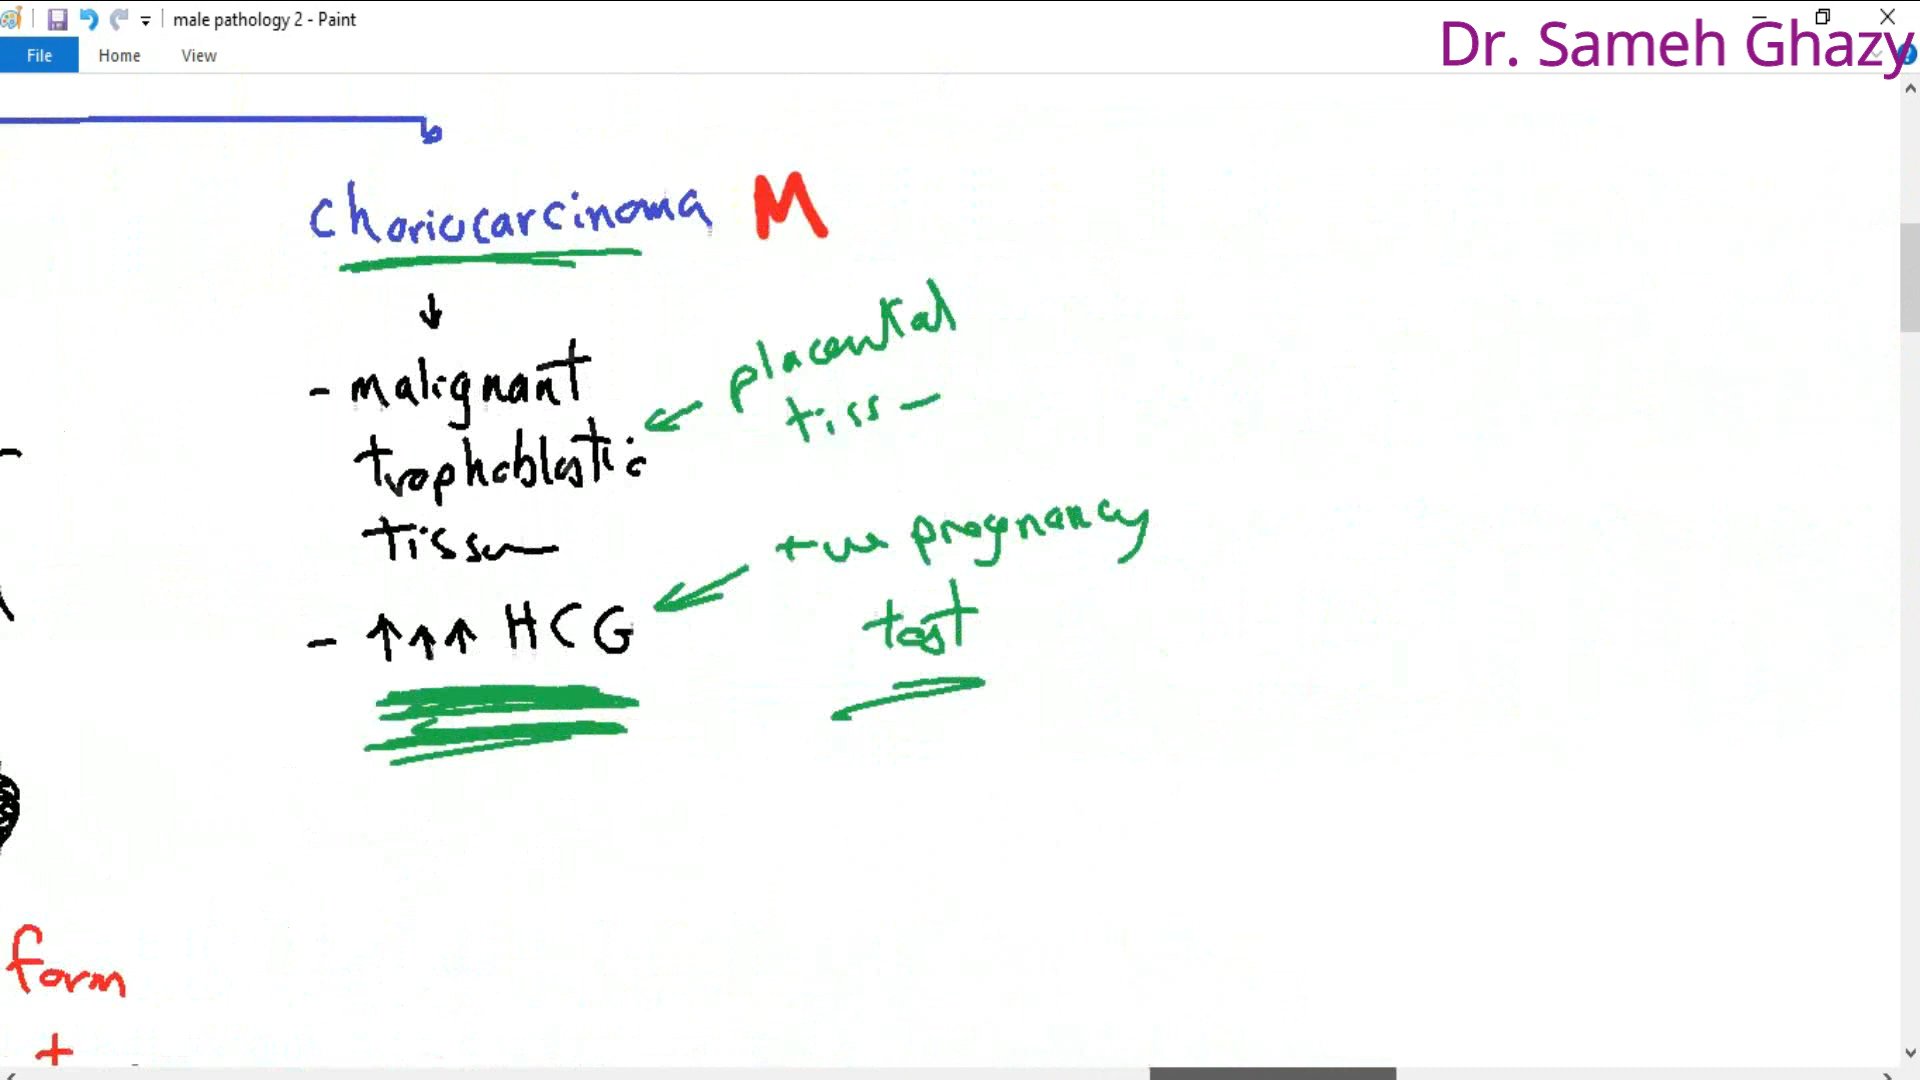 male pathology 2 - Paint
Dr. Sameh Ghazy
File Home View
Choriocarcinoma M
- malignant
trophoblastic
tissue
placental
tiss
+ve pregnancy
test
- ↑↑↑ HCG
form
+